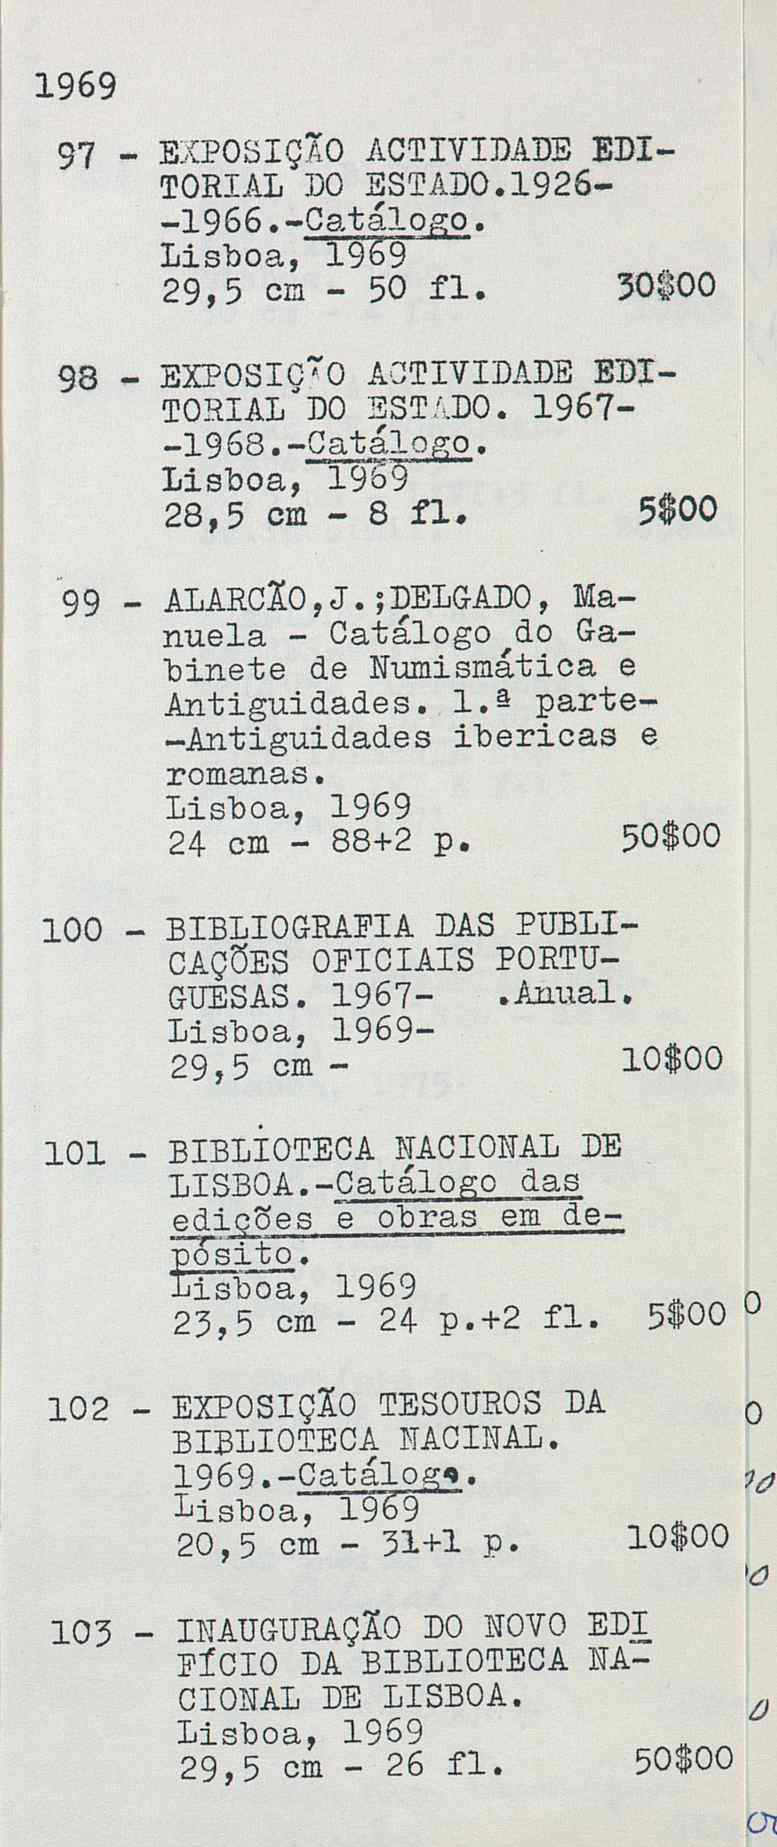 1969
97 - EXPOSIÇÃO ACTIVIDADE EDI-
TORIAL DO ESTADO.1926-
-1966.-Catálogo.
Lisboa, 1969
29,5 cm - 50 fl. 30$00
98 - EXPOSIÇÃO ACTIVIDADE EDI-
TORIAL DO ESTADO. 1967-
-1968.-Catálogo.
Lisboa, 1969
28,5 cm - 8 fl. 5$00
99 - ALARCÃO,J.;DELGADO, Ma-
nuela - Catálogo do Ga-
binete de Numismática e
Antiguidades. 1.ª parte-
-Antiguidades ibericas e
romanas.
Lisboa, 1969
24 cm - 88+2 p. 50$00
100 - BIBLIOGRAFIA DAS PUBLI-
CAÇÕES OFICIAIS PORTU-
GUESAS. 1967- .Anual.
Lisboa, 1969-
29,5 cm - 10$00
101 - BIBLIOTECA NACIONAL DE
LISBOA.-Catálogo das
edições e obras em de-
pósito.
Lisboa, 1969
23,5 cm - 24 p.+2 fl. 5$00
102 - EXPOSIÇÃO TESOUROS DA
BIBLIOTECA NACINAL.
1969.-Catálogo.
Lisboa, 1969
20,5 cm - 31+1 p. 10$00
103 - INAUGURAÇÃO DO NOVO EDI
FÍCIO DA BIBLIOTECA NA-
CIONAL DE LISBOA.
Lisboa, 1969
29,5 cm - 26 fl. 50$00